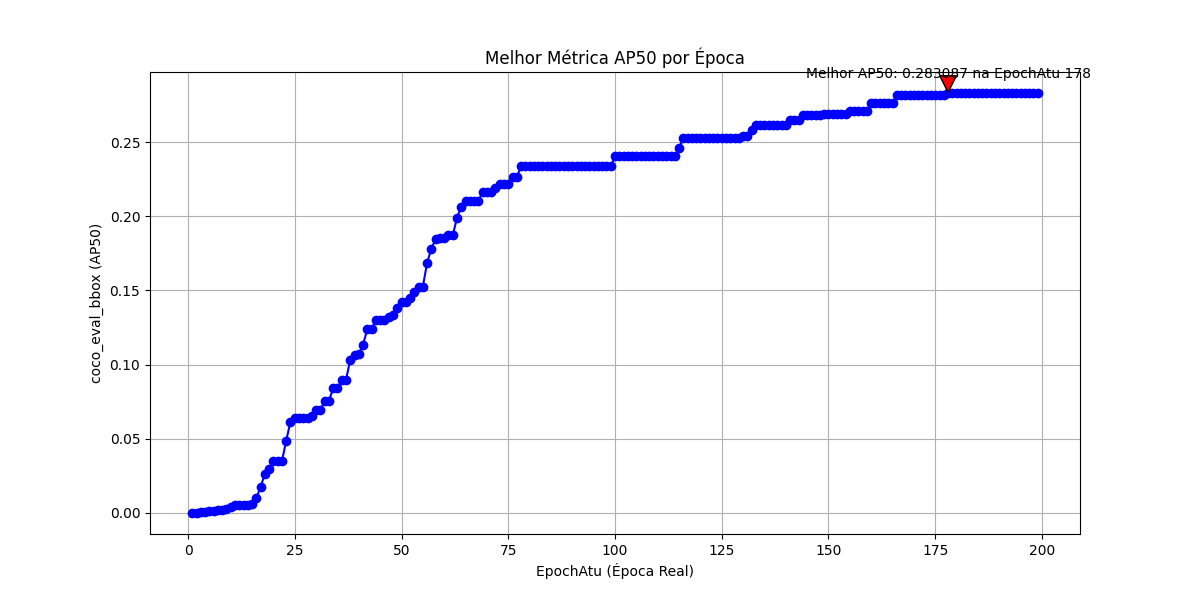 Melhor Métrica AP50 por Época
Melhor AP50: 0.283087 na EpochAtu 178
coco_eval_bbox (AP50)
0.25
0.20
0.15
0.10
0.05
0.00
0 25 50 75 100 125 150 175 200
EpochAtu (Época Real)